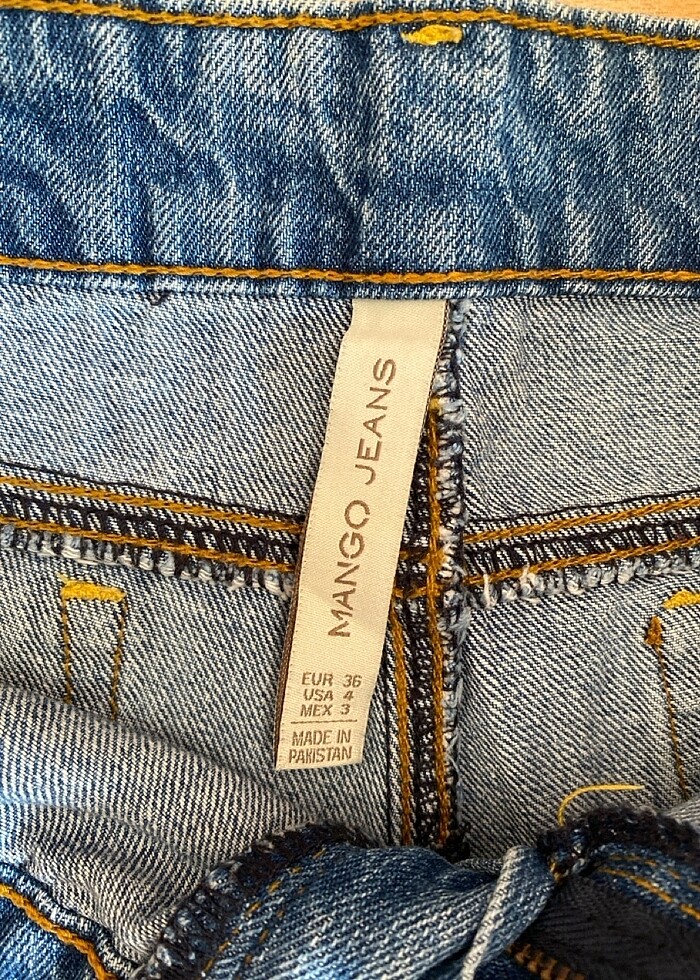 MANGO JEANS
EUR 36
USA 4
MEX 3
MADE IN
PAKISTAN